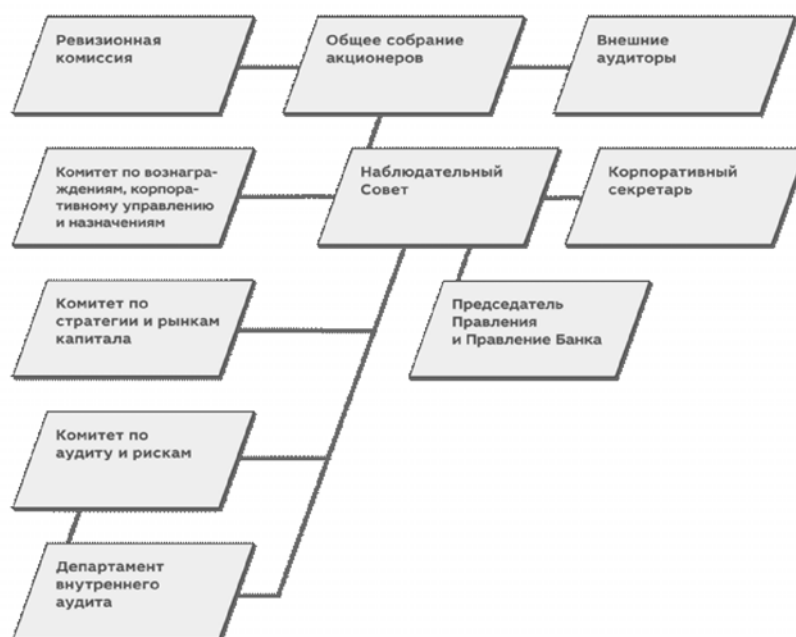 Ревизионная
комиссия
Общее собрание
акционеров
Внешние
аудиторы
Комитет по вознагра-
ждениям, корпора-
тивному управлению
и назначениям
Наблюдательный
Совет
Корпоративный
секретарь
Комитет по
стратегии и рынкам
капитала
Председатель
Правления
и Правление Банка
Комитет по
аудиту и рискам
Департамент
внутреннего
аудита